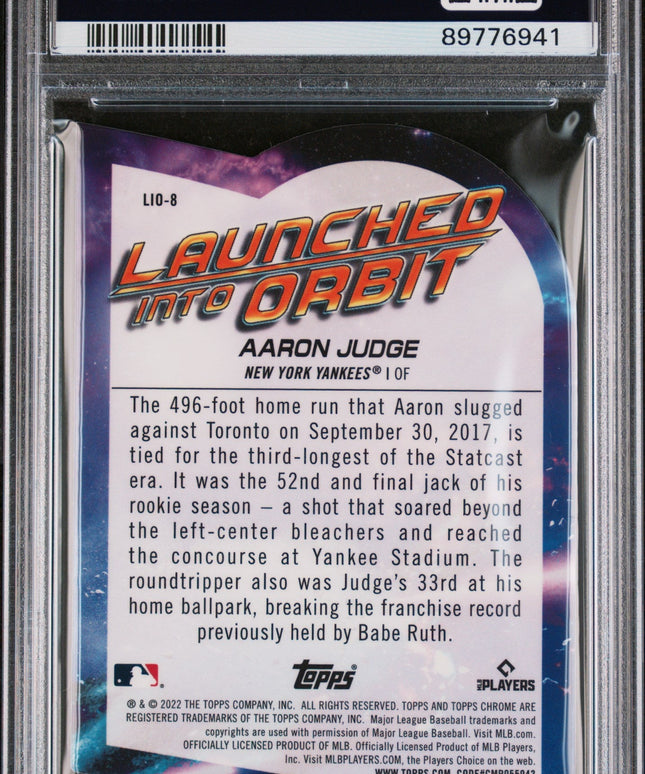 89776941
LIO-8
LAUNCHED
INTO ORBIT
AARON JUDGE
NEW YORK YANKEES® | OF
The 496-foot home run that Aaron slugged
against Toronto on September 30, 2017, is
tied for the third-longest of the Statcast
era. It was the 52nd and final jack of his
rookie season – a shot that soared beyond
the left-center bleachers and reached
the concourse at Yankee Stadium. The
roundtripper also was Judge's 33rd at his
home ballpark, breaking the franchise record
previously held by Babe Ruth.
Topps®
MLB PLAYERS
® & © 2022 THE TOPPS COMPANY, INC. ALL RIGHTS RESERVED. TOPPS AND TOPPS CHROME ARE
REGISTERED TRADEMARKS OF THE TOPPS COMPANY, INC. Major League Baseball trademarks and
copyrights are used with permission of Major League Baseball. Visit MLB.com.
OFFICIALLY LICENSED PRODUCT OF MLB. Officially Licensed Product of MLB Players,
Inc. Visit MLBPLAYERS.COM, the Players Choice on the web.
WWW.TOPPS.COM